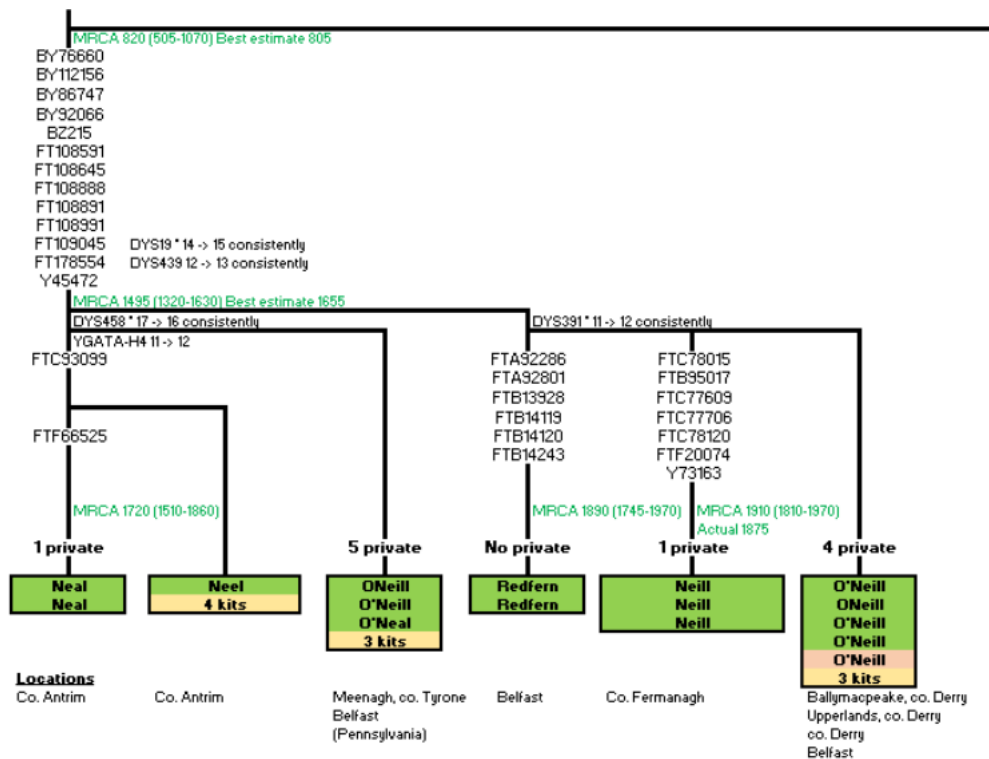 MRCA 820 (505-1070) Best estimate 805
BY76660
BY112156
BY86747
BY92066
BZ215
FT108591
FT108645
FT108888
FT108891
FT108991
FT109045 DYS19 * 14 -> 15 consistently
FT178554 DYS439 12 -> 13 consistently
Y45472
MRCA 1495 (1320-1630) Best estimate 1655
DYS458 * 17 -> 16 consistently DYS391 * 11 -> 12 consistently
YGATA-H4 11 -> 12
FTC93099 FTA92286 FTC78015
FTA92801 FTB95017
FTB13928 FTC77609
FTF66525 FTB14119 FTC77706
FTB14120 FTC78120
FTB14243 FTF20074
Y73163
MRCA 1720 (1510-1860) MRCA 1890 (1745-1970) MRCA 1910 (1810-1970)
Actual 1875
1 private 5 private No private 1 private 4 private
Neal Neel ONeill Redfern Neill O'Neill
Neal 4 kits O'Neill Redfern Neill ONeill
O'Neal Neill O'Neill
3 kits O'Neill
O'Neill
Locations 3 kits
Co. Antrim Co. Antrim Meenagh, co. Tyrone Belfast Co. Fermanagh Ballymacpeake, co. Derry
Belfast Upperlands, co. Derry
(Pennsylvania) co. Derry
Belfast